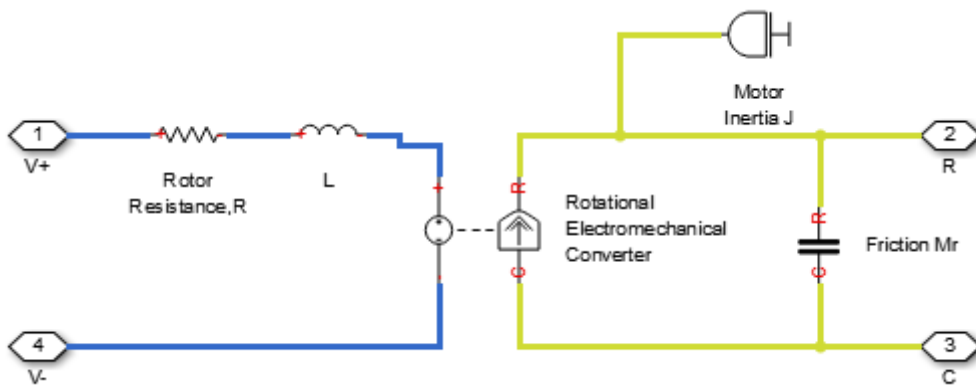 Motor
Inertia J
1
V+
Rotor
Resistance,R
L
2
R
+
R
Rotational
Electromechanical
Converter
R
Friction Mr
C
C
4
V-
3
C